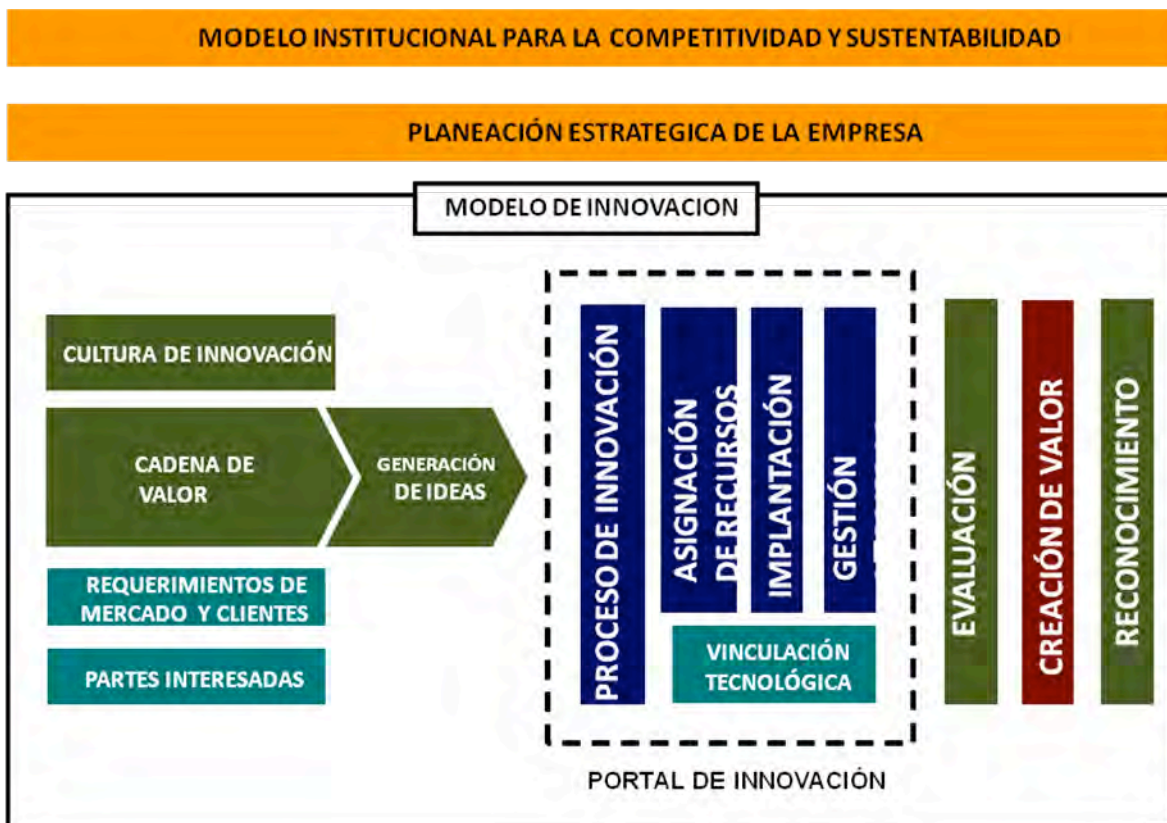 MODELO INSTITUCIONAL PARA LA COMPETITIVIDAD Y SUSTENTABILIDAD
PLANEACIÓN ESTRATEGICA DE LA EMPRESA
MODELO DE INNOVACION
CULTURA DE INNOVACIÓN
CADENA DE
VALOR
GENERACIÓN
DE IDEAS
REQUERIMIENTOS DE
MERCADO Y CLIENTES
PARTES INTERESADAS
PROCESO DE INNOVACIÓN
ASIGNACIÓN
DE RECURSOS
IMPLANTACIÓN
GESTIÓN
VINCULACIÓN
TECNOLÓGICA
PORTAL DE INNOVACIÓN
EVALUACIÓN
CREACIÓN DE VALOR
RECONOCIMIENTO